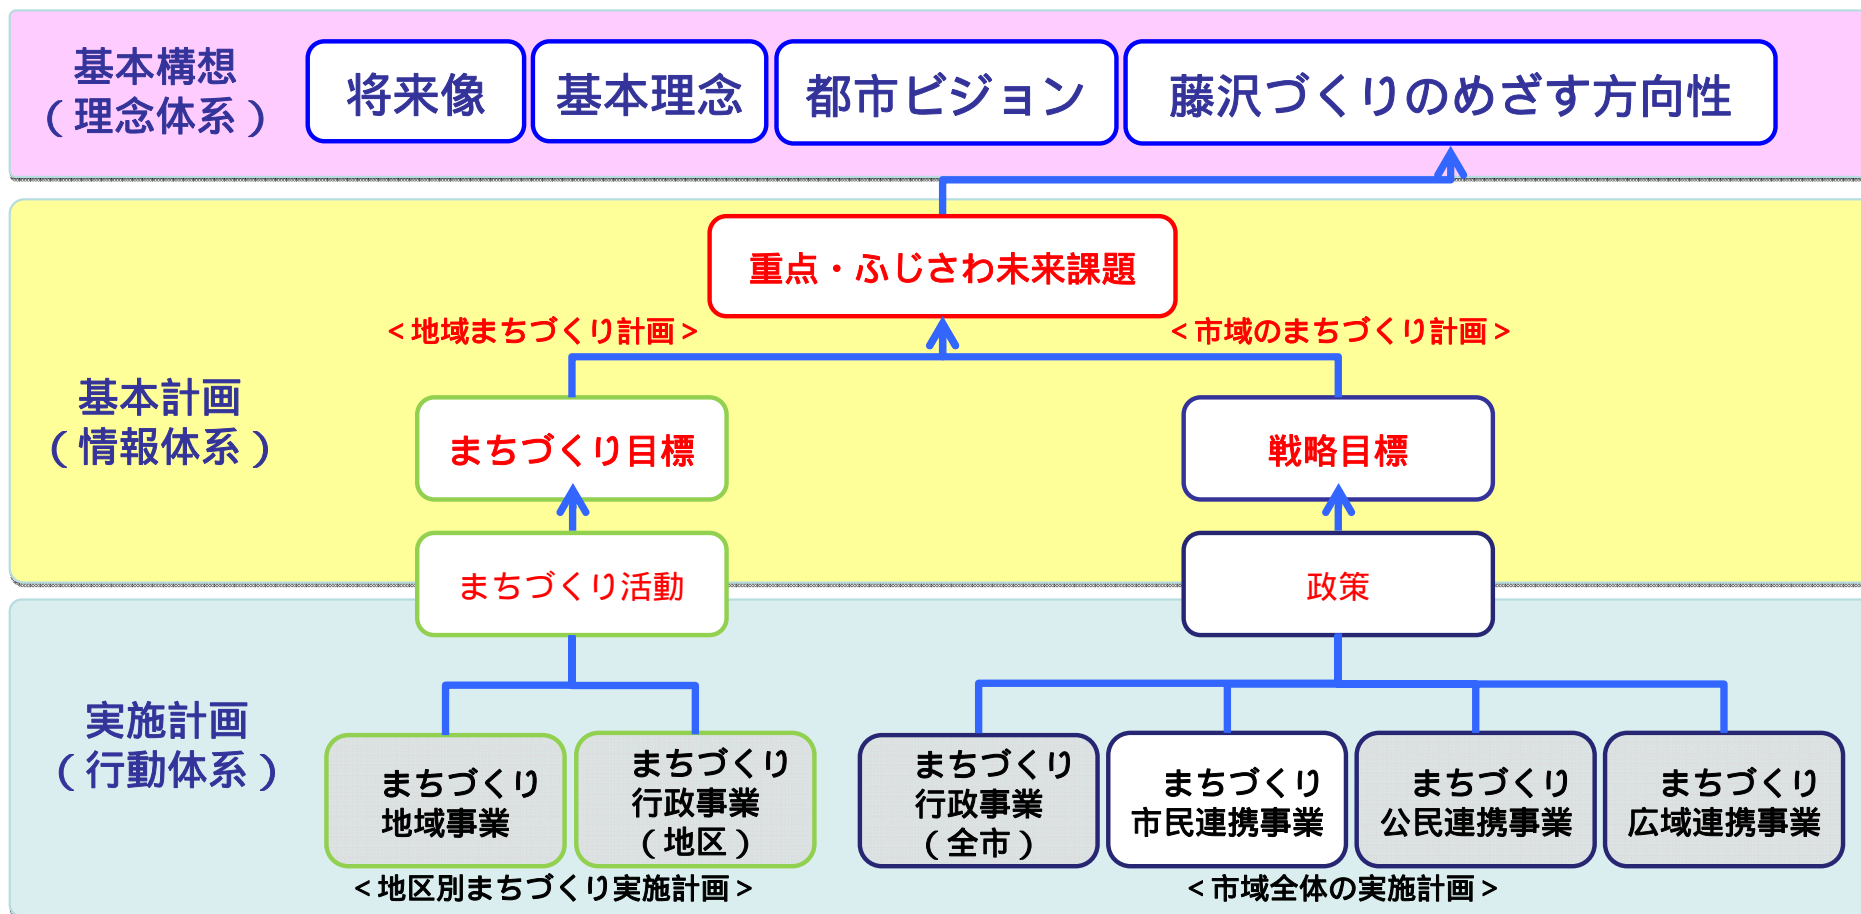 基本構想
（理念体系）
将来像
基本理念
都市ビジョン
藤沢づくりのめざす方向性
重点・ふじさわ未来課題
＜地域まちづくり計画＞
＜市域のまちづくり計画＞
基本計画
（情報体系）
まちづくり目標
戦略目標
まちづくり活動
政策
実施計画
（行動体系）
まちづくり
地域事業
まちづくり
行政事業
（地区）
まちづくり
行政事業
（全市）
まちづくり
市民連携事業
まちづくり
公民連携事業
まちづくり
広域連携事業
＜地区別まちづくり実施計画＞
＜市域全体の実施計画＞